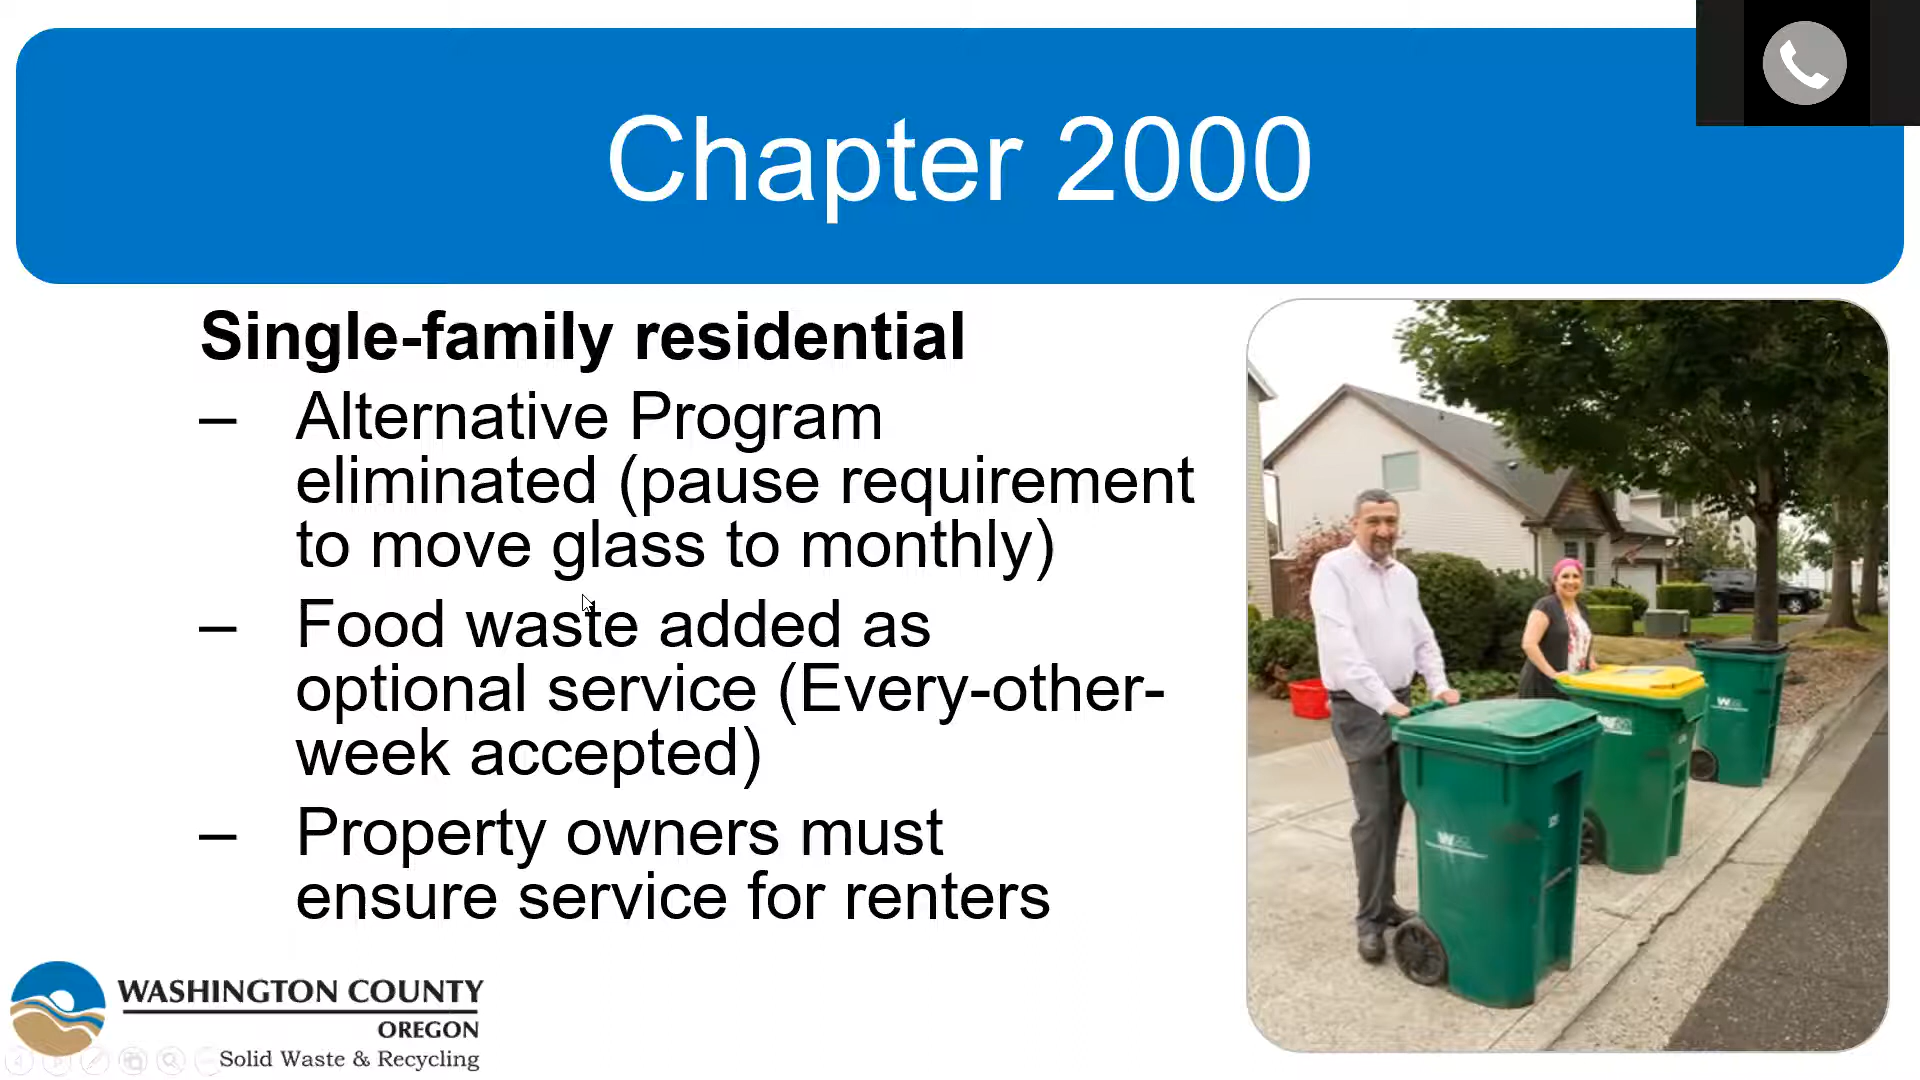 Chapter 2000
Single-family residential
– Alternative Program
eliminated (pause requirement
to move glass to monthly)
– Food waste added as
optional service (Every-other-
week accepted)
– Property owners must
ensure service for renters
WASHINGTON COUNTY
OREGON
Solid Waste & Recycling